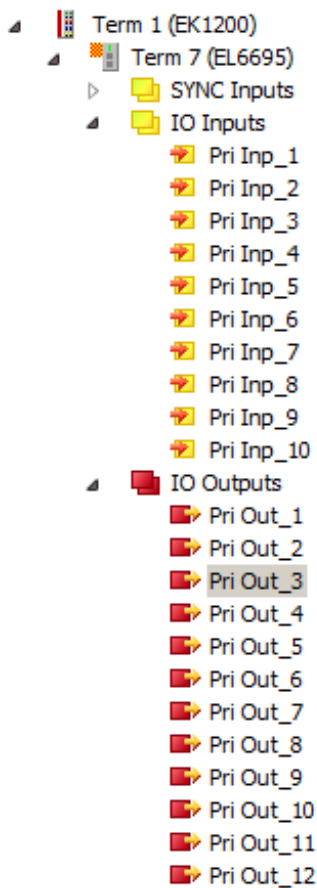 Term 1 (EK1200)
Term 7 (EL6695)
SYNC Inputs
IO Inputs
Pri Inp_1
Pri Inp_2
Pri Inp_3
Pri Inp_4
Pri Inp_5
Pri Inp_6
Pri Inp_7
Pri Inp_8
Pri Inp_9
Pri Inp_10
IO Outputs
Pri Out_1
Pri Out_2
Pri Out_3
Pri Out_4
Pri Out_5
Pri Out_6
Pri Out_7
Pri Out_8
Pri Out_9
Pri Out_10
Pri Out_11
Pri Out_12